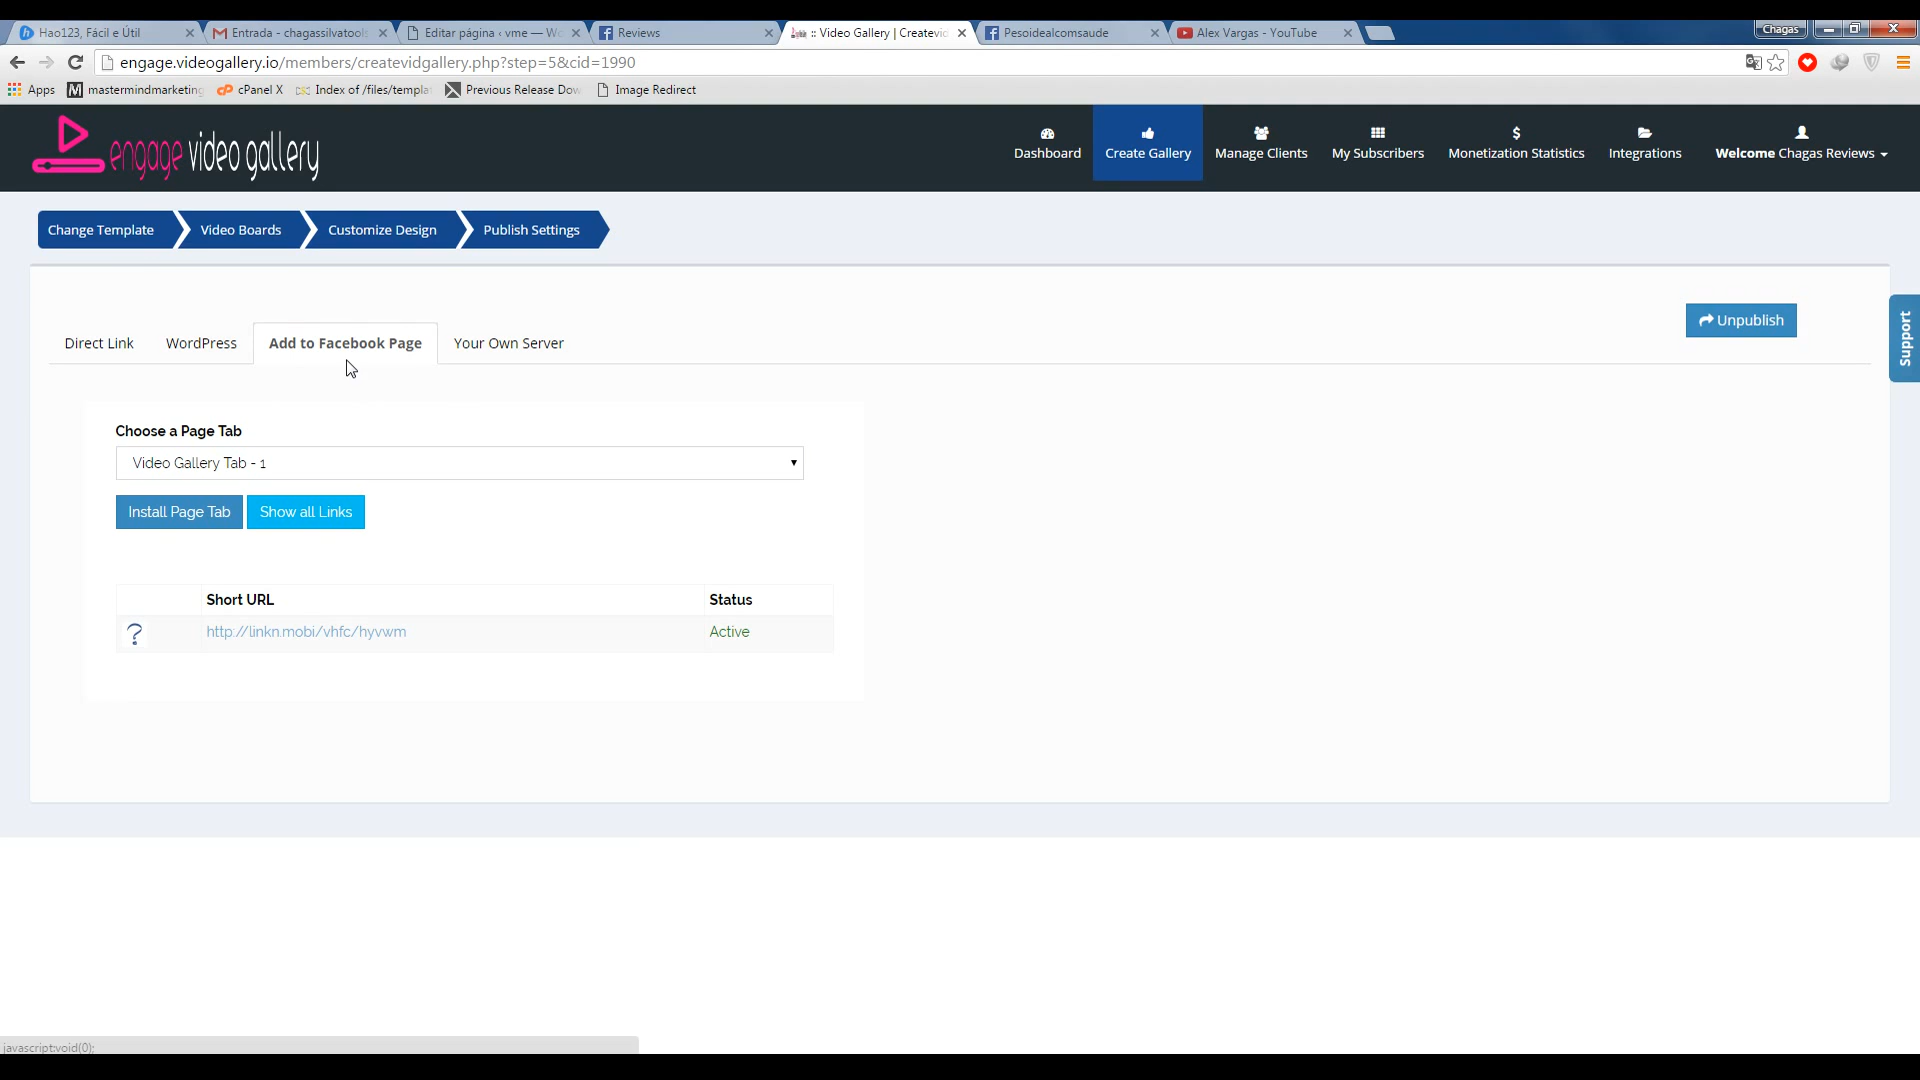 Hao123, Fácil e Útil
Entrada - chagassilvatools
Editar página ‹ vme — Wo
Reviews
:: Video Gallery | Createvid
Pesoidealcomsaude
Alex Vargas - YouTube
Chagas
engage.videogallery.io/members/createvidgallery.php?step=5&cid=1990
Apps
mastermindmarketing
cPanel X
Index of /files/templa
Previous Release Dow
Image Redirect
engage video gallery
Dashboard
Create Gallery
Manage Clients
My Subscribers
Monetization Statistics
Integrations
Welcome Chagas Reviews
Change Template
Video Boards
Customize Design
Publish Settings
Unpublish
Support
Direct Link
WordPress
Add to Facebook Page
Your Own Server
Choose a Page Tab
Video Gallery Tab - 1
Install Page Tab
Show all Links
Short URL
Status
?
http://linkn.mobi/vhfc/hyvwm
Active
javascript:void(0);